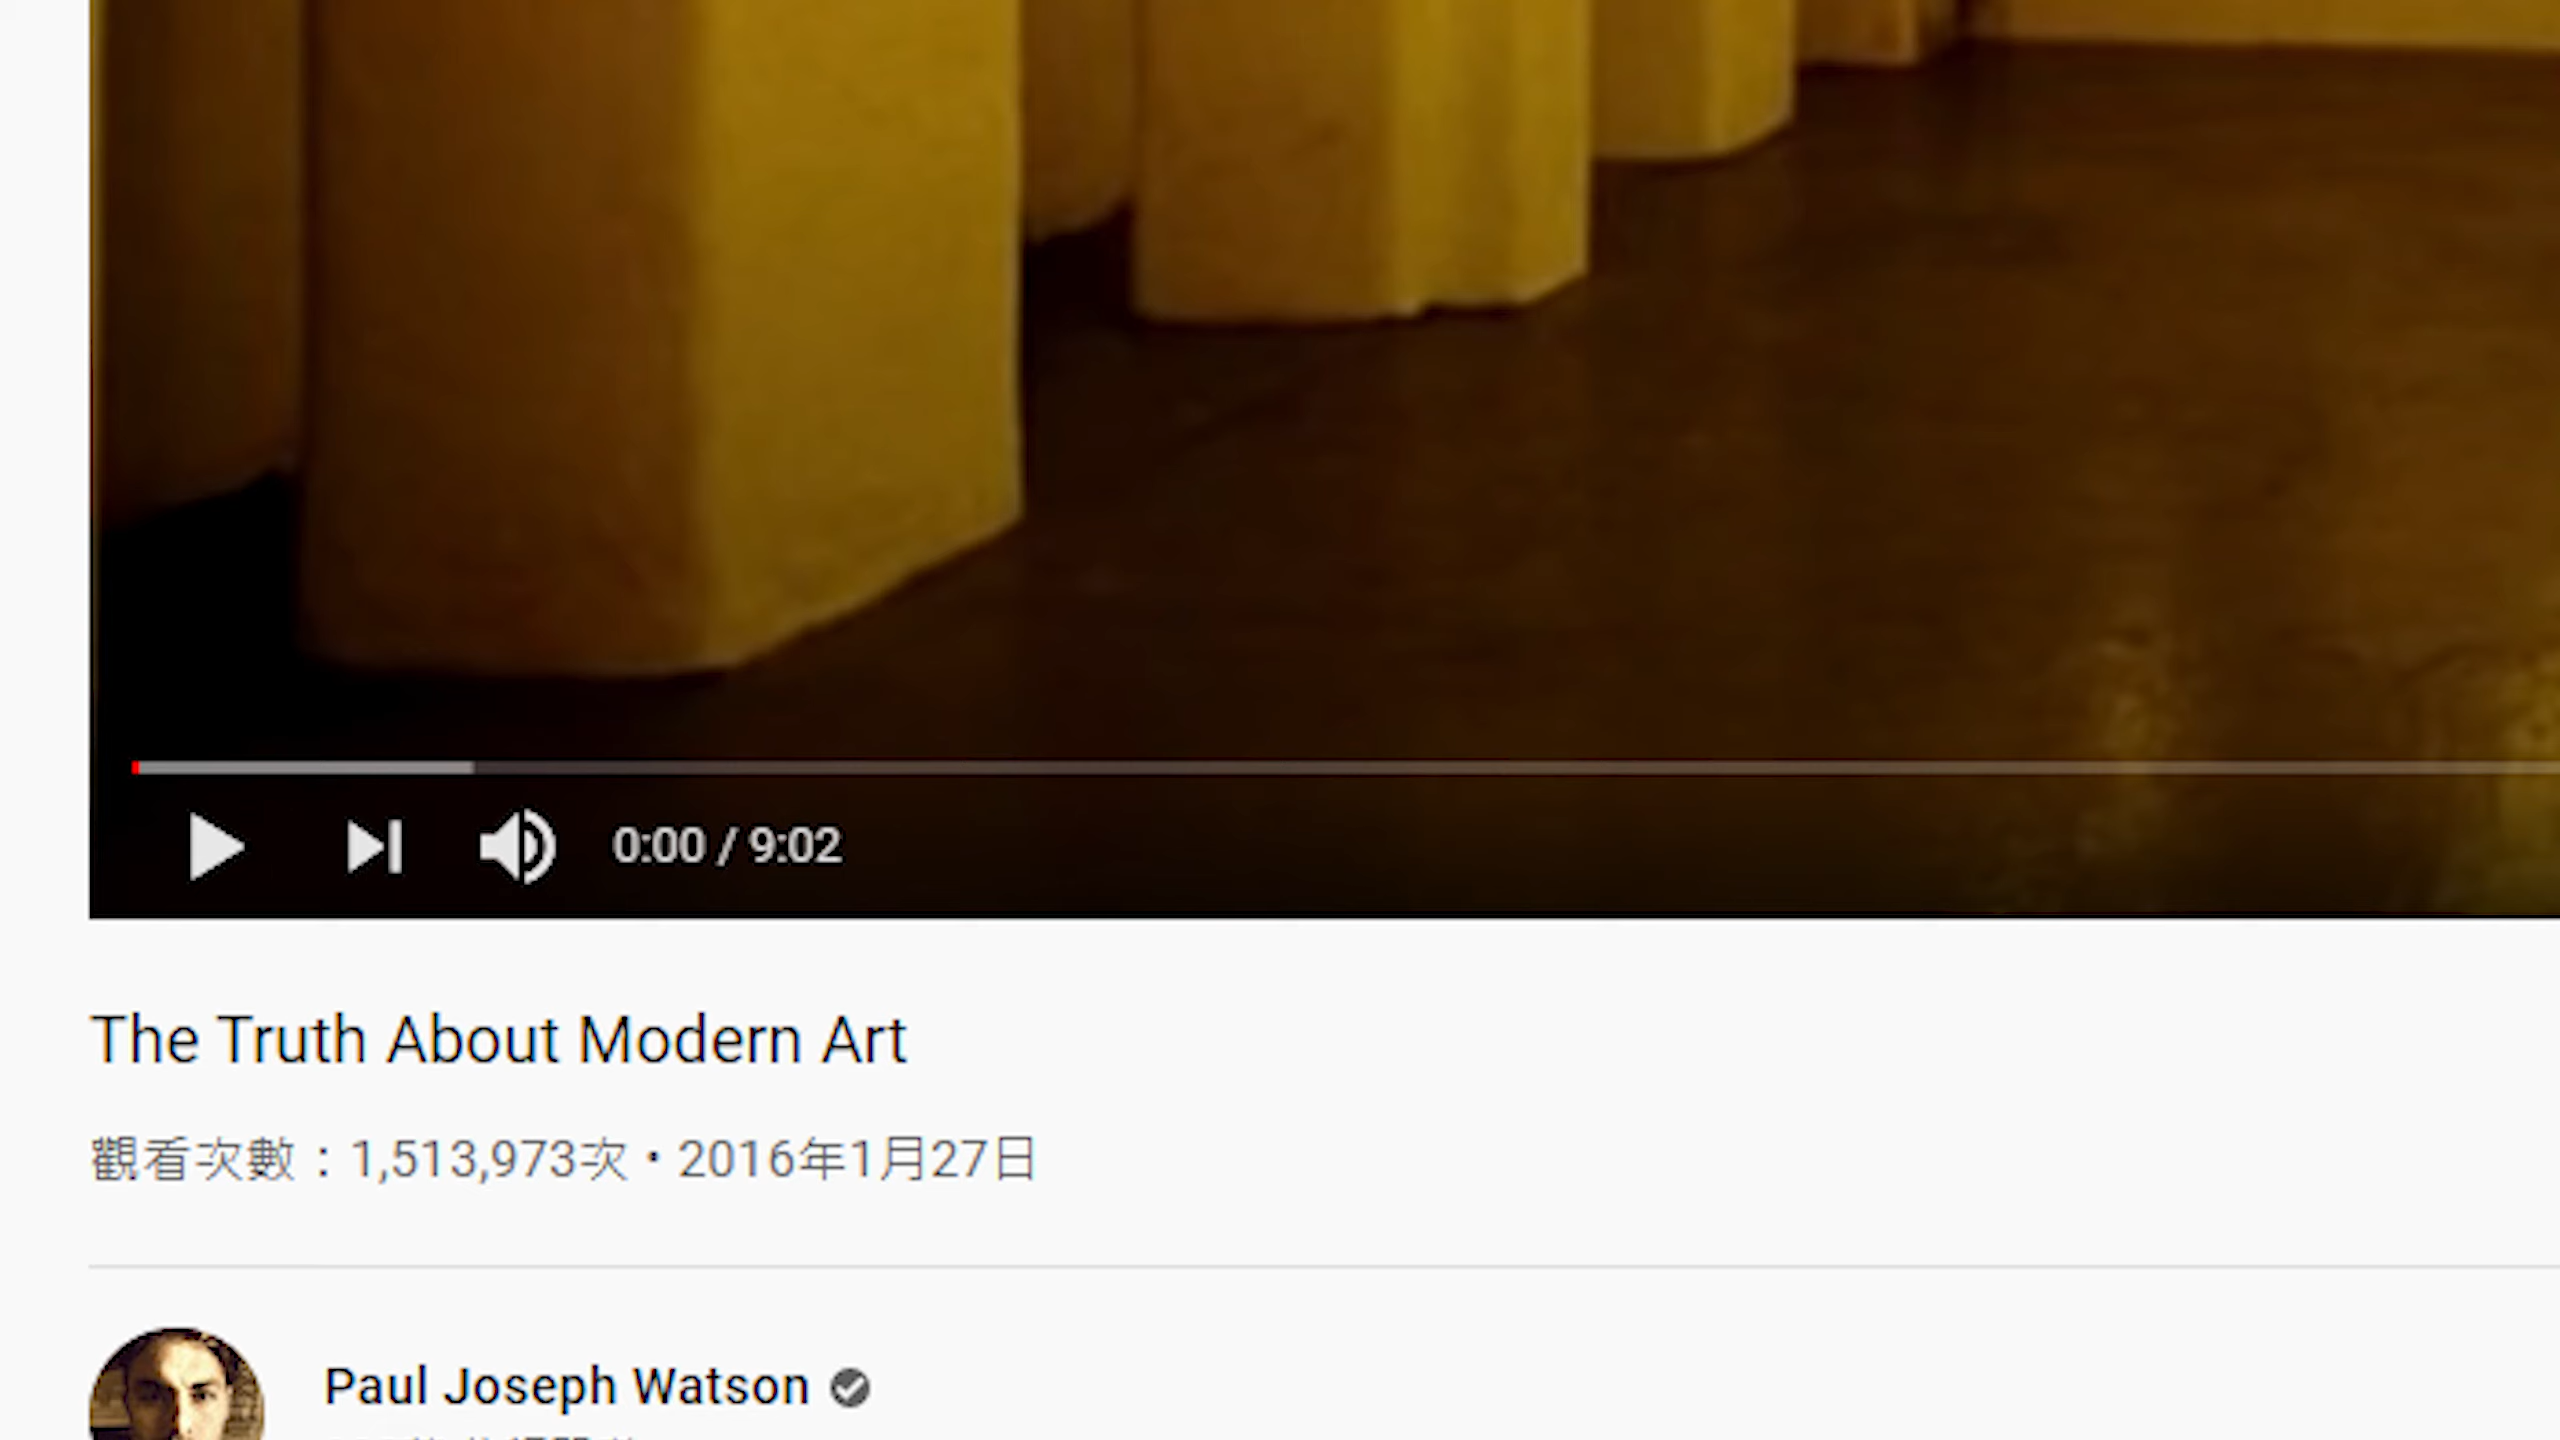 0:00 / 9:02
The Truth About Modern Art
觀看次數：1,513,973次 • 2016年1月27日
Paul Joseph Watson